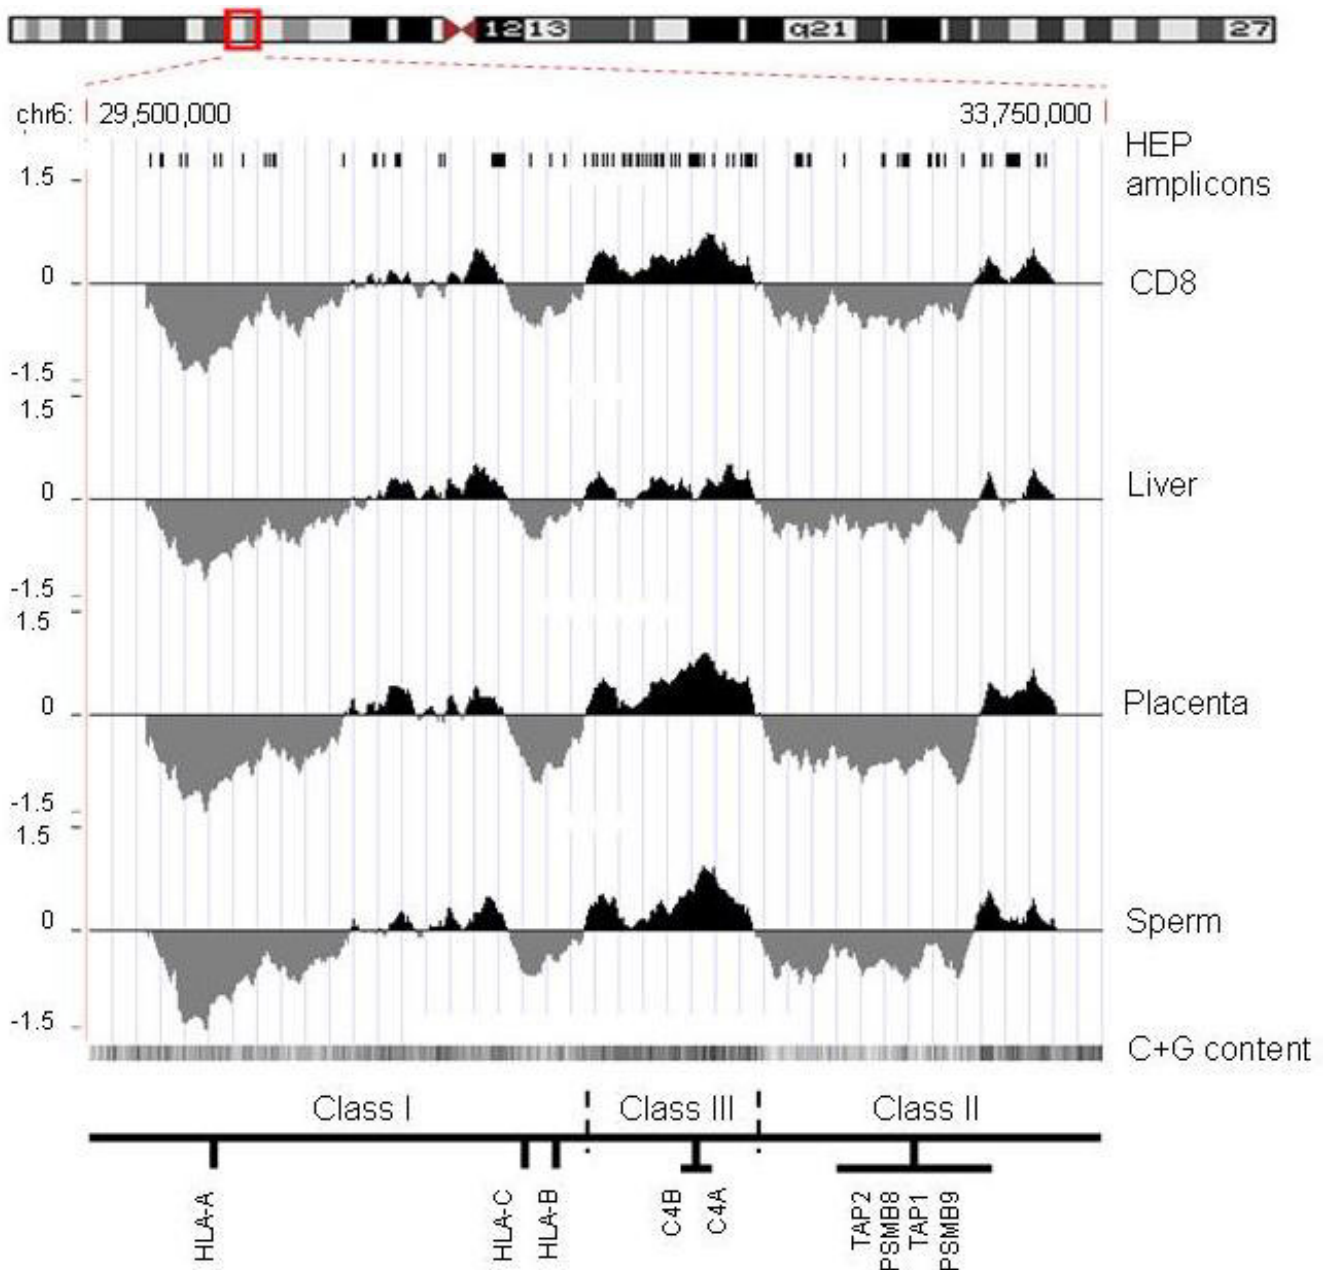 12 13 q21 27
chr6: 29,500,000 33,750,000
HEP
amplicons
1.5
0
CD8
-1.5
1.5
0
Liver
-1.5
1.5
0
Placenta
-1.5
1.5
0
Sperm
-1.5
C+G content
Class I Class III Class II
HLA-A
HLA-C
HLA-B
C4B
C4A
TAP2
PSMB8
TAP1
PSMB9